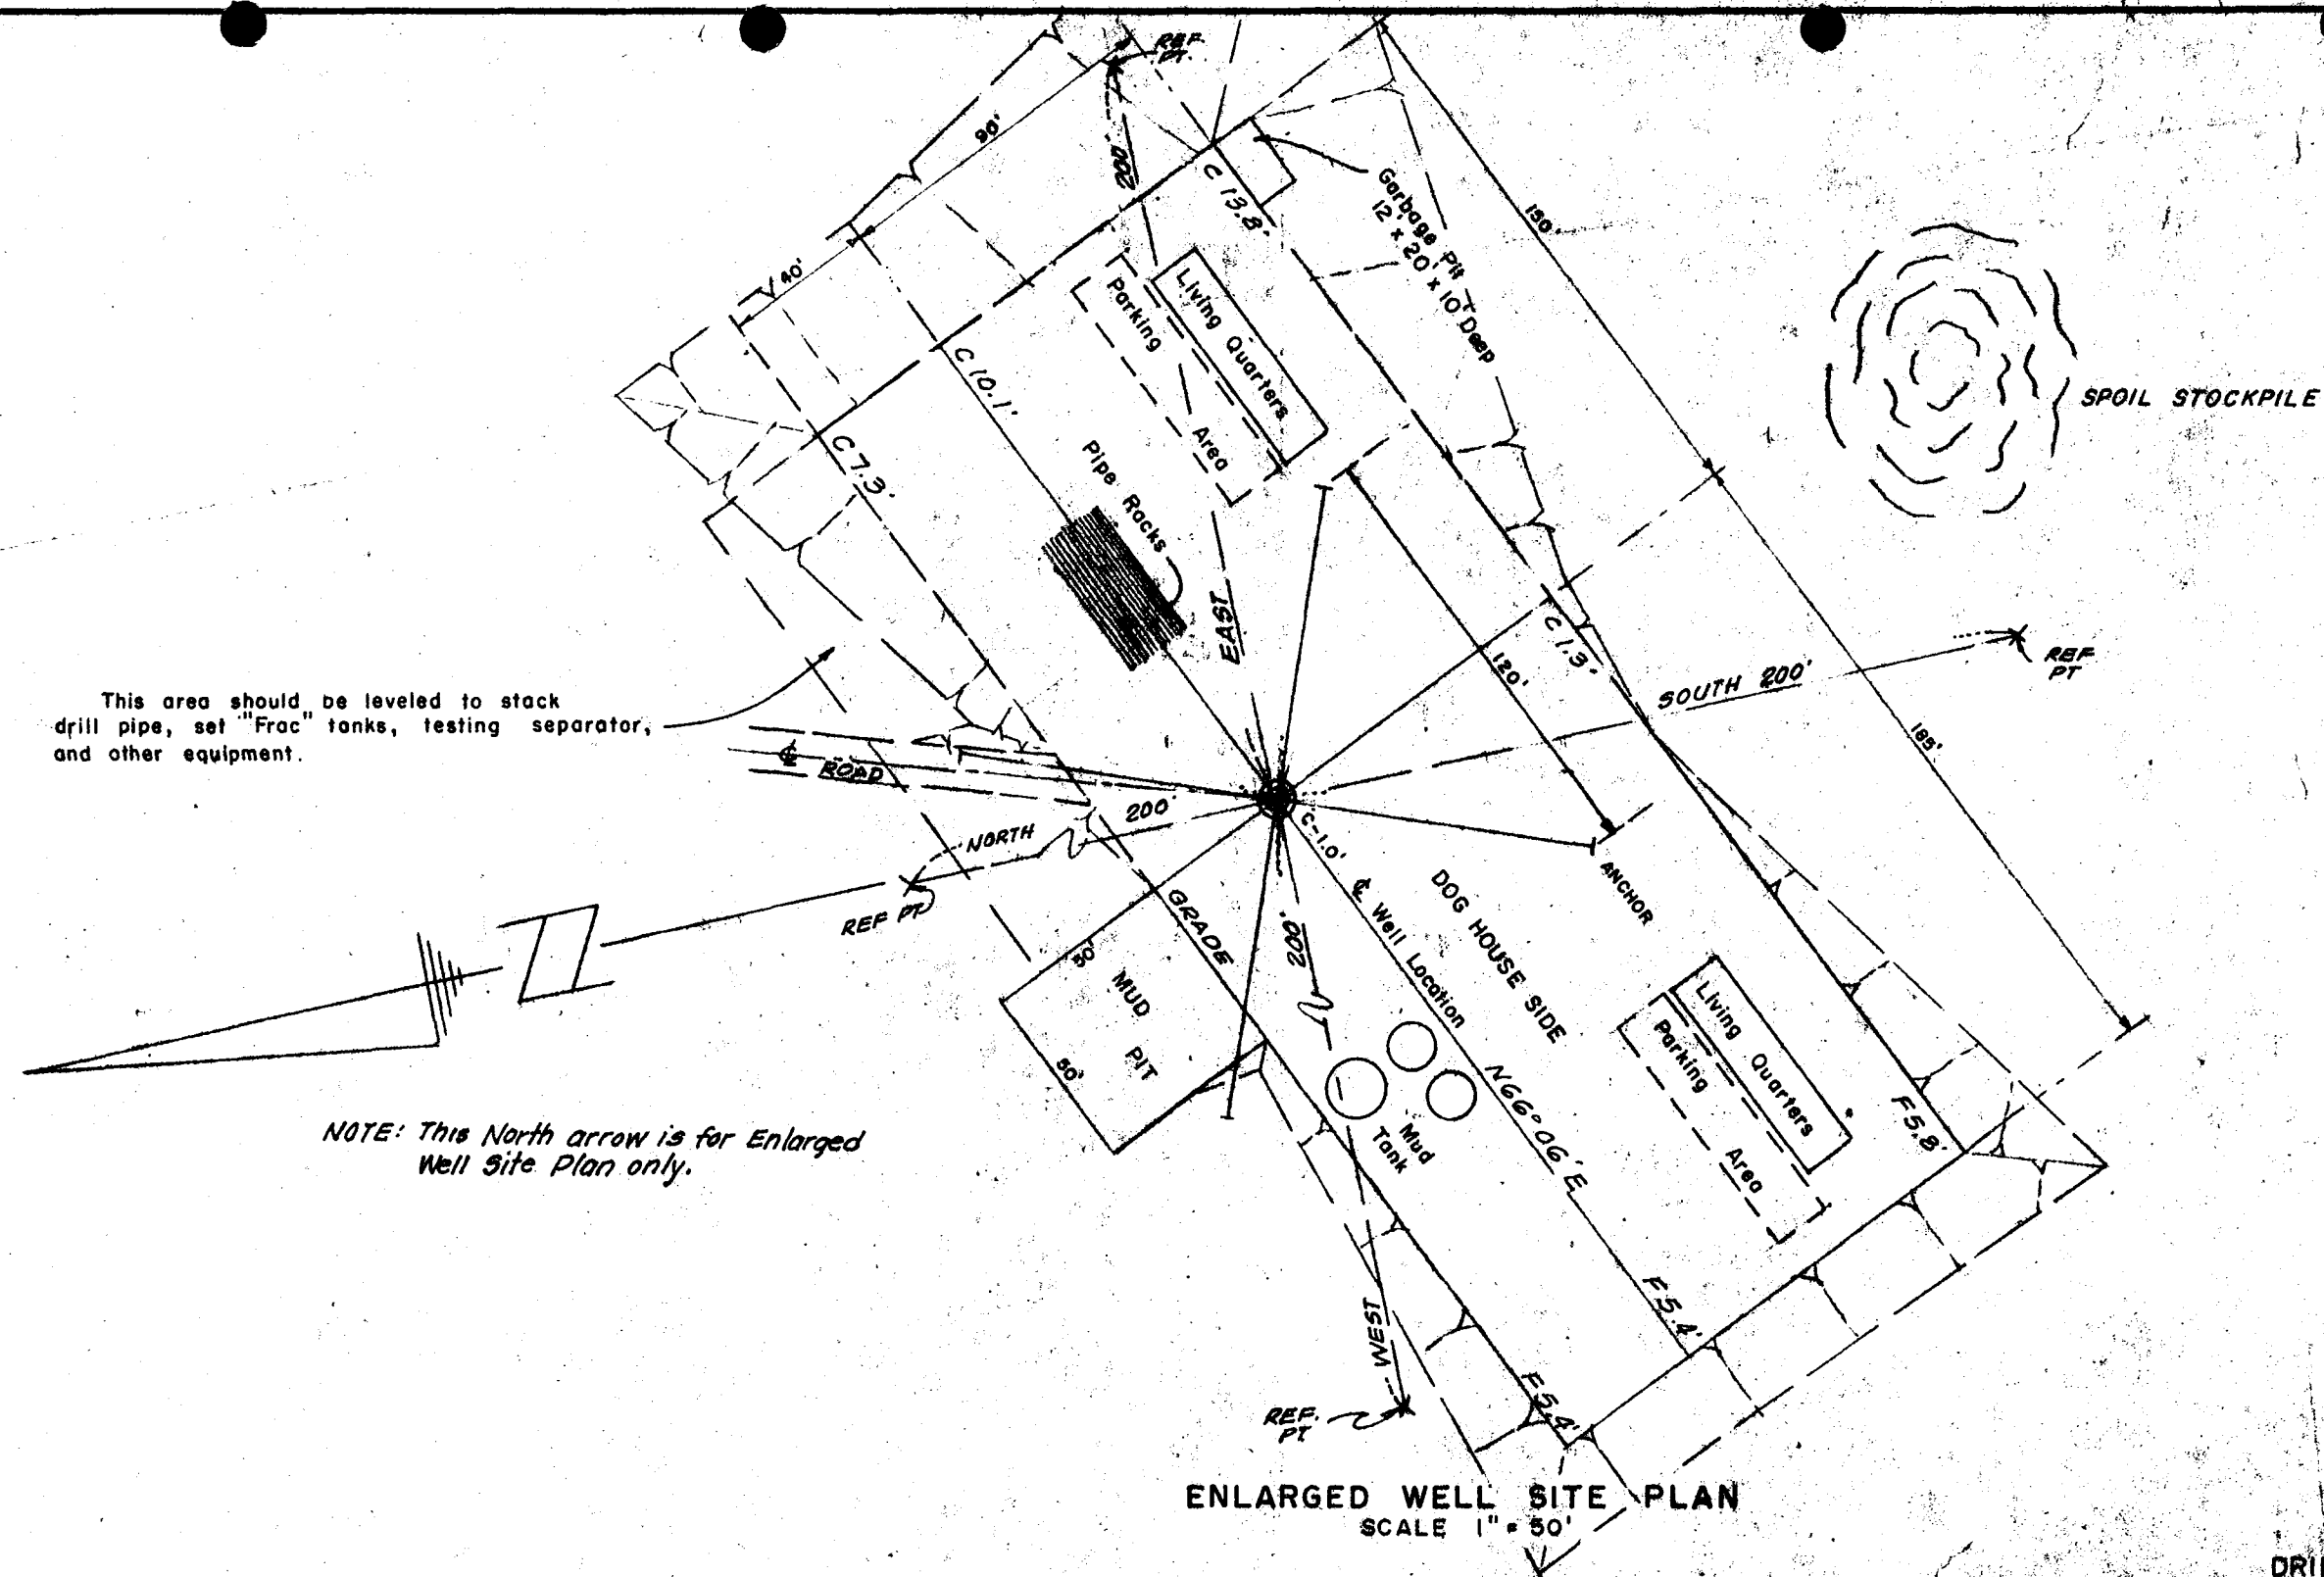 REF.
PT.
90'
200'
C 13.8'
Garbage Pit
12' x 20' x 10' Deep
150'
40'
Living Quarters
Parking Area
C 10.1'
C 7.3'
Pipe Racks
SPOIL STOCKPILE
EAST
C 1.3'
120'
SOUTH 200'
REF
PT
185'
This area should be leveled to stack
drill pipe, set "Frac" tanks, testing separator,
and other equipment.
℄ ROAD
NORTH 200'
REF PT
C-1.0'
℄ Well Location
N66°06'E
DOG HOUSE SIDE
ANCHOR
GRADE
200'
50'
MUD
PIT
50'
Mud
Tank
Living Quarters
Parking Area
F 5.8'
F 5.4'
F 5.4'
WEST
REF.
PT.
NOTE: This North arrow is for Enlarged
Well Site Plan only.
ENLARGED WELL SITE PLAN
SCALE 1" = 50'